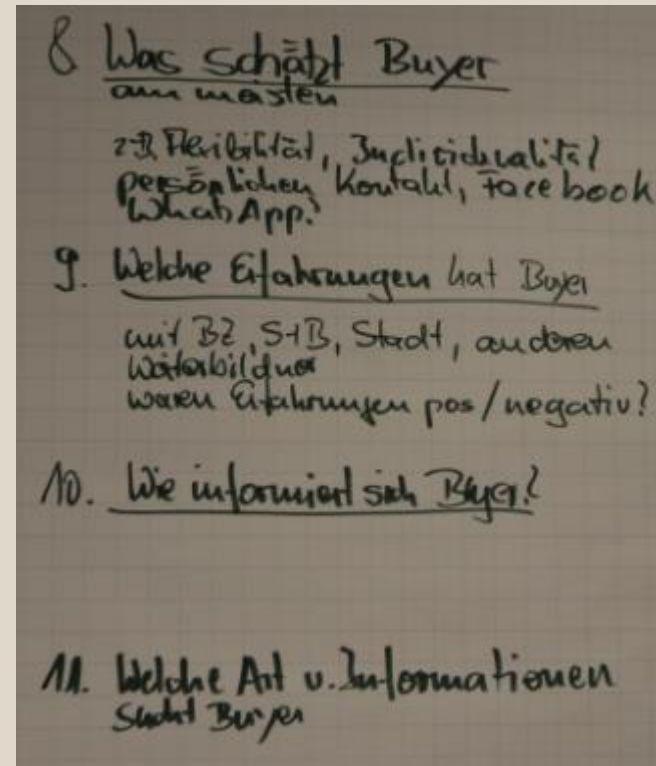 8 Was schätzt Buyer
am meisten
z.B. Flexibilität, Individualität
persönlichen Kontakt, facebook
WhatsApp?
9. Welche Erfahrungen hat Buyer
mit BZ, StB, Stadt, anderen
Weiterbildner
waren Erfahrungen pos/negativ?
10. Wie informiert sich Buyer?
11. Welche Art v. Informationen
sucht Buyer